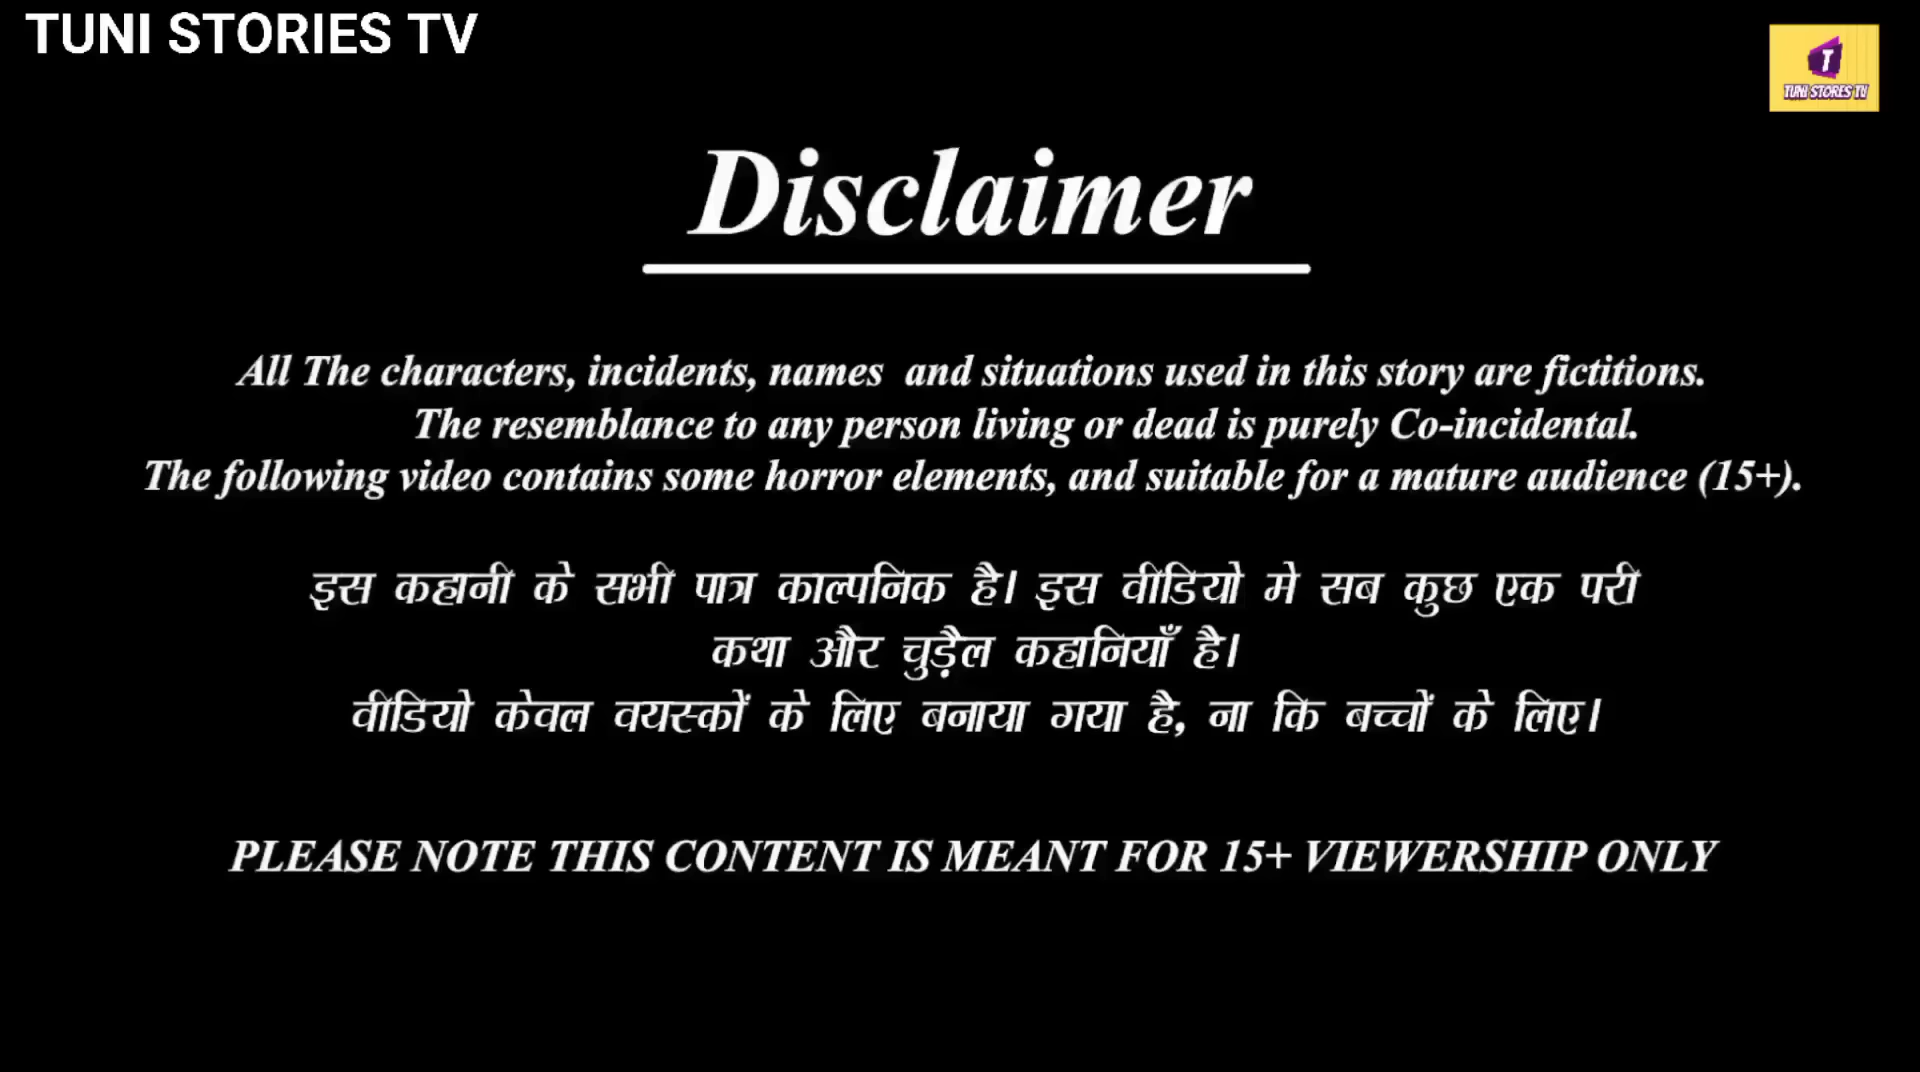 TUNI STORIES TV
T
TUNI STORES TV
Disclaimer
All The characters, incidents, names and situations used in this story are fictitions.
The resemblance to any person living or dead is purely Co-incidental.
The following video contains some horror elements, and suitable for a mature audience (15+).
इस कहानी के सभी पात्र काल्पनिक है। इस वीडियो मे सब कुछ एक परी
कथा और चुड़ैल कहानियाँ है।
वीडियो केवल वयस्कों के लिए बनाया गया है, ना कि बच्चों के लिए।
PLEASE NOTE THIS CONTENT IS MEANT FOR 15+ VIEWERSHIP ONLY